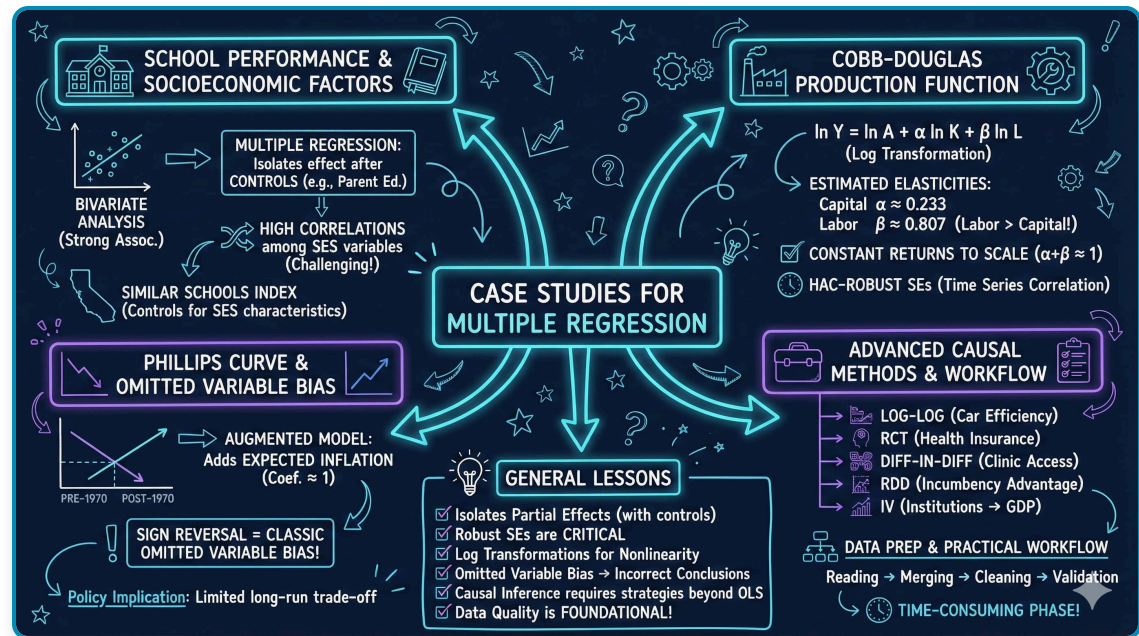 SCHOOL PERFORMANCE &
SOCIOECONOMIC FACTORS
BIVARIATE
ANALYSIS
(Strong Assoc.)
MULTIPLE REGRESSION:
Isolates effect after
CONTROLS (e.g., Parent Ed.)
HIGH CORRELATIONS
among SES variables
(Challenging!)
SIMILAR SCHOOLS INDEX
(Controls for SES characteristics)
COBB-DOUGLAS
PRODUCTION FUNCTION
ln Y = ln A + α ln K + β ln L
(Log Transformation)
ESTIMATED ELASTICITIES:
Capital α ≈ 0.233
Labor β ≈ 0.807 (Labor > Capital!)
CONSTANT RETURNS TO SCALE (α+β ≈ 1)
HAC-ROBUST SEs (Time Series Correlation)
CASE STUDIES FOR
MULTIPLE REGRESSION
PHILLIPS CURVE &
OMITTED VARIABLE BIAS
PRE-1970 POST-1970
AUGMENTED MODEL:
Adds EXPECTED INFLATION
(Coef. ≈ 1)
SIGN REVERSAL = CLASSIC
OMITTED VARIABLE BIAS!
Policy Implication: Limited long-run trade-off
GENERAL LESSONS
Isolates Partial Effects (with controls)
Robust SEs are CRITICAL
Log Transformations for Nonlinearity
Omitted Variable Bias → Incorrect Conclusions
Causal Inference requires strategies beyond OLS
Data Quality is FOUNDATIONAL!
ADVANCED CAUSAL
METHODS & WORKFLOW
LOG-LOG (Car Efficiency)
RCT (Health Insurance)
DIFF-IN-DIFF (Clinic Access)
RDD (Incumbency Advantage)
IV (Institutions → GDP)
DATA PREP & PRACTICAL WORKFLOW
Reading → Merging → Cleaning → Validation
TIME-CONSUMING PHASE!